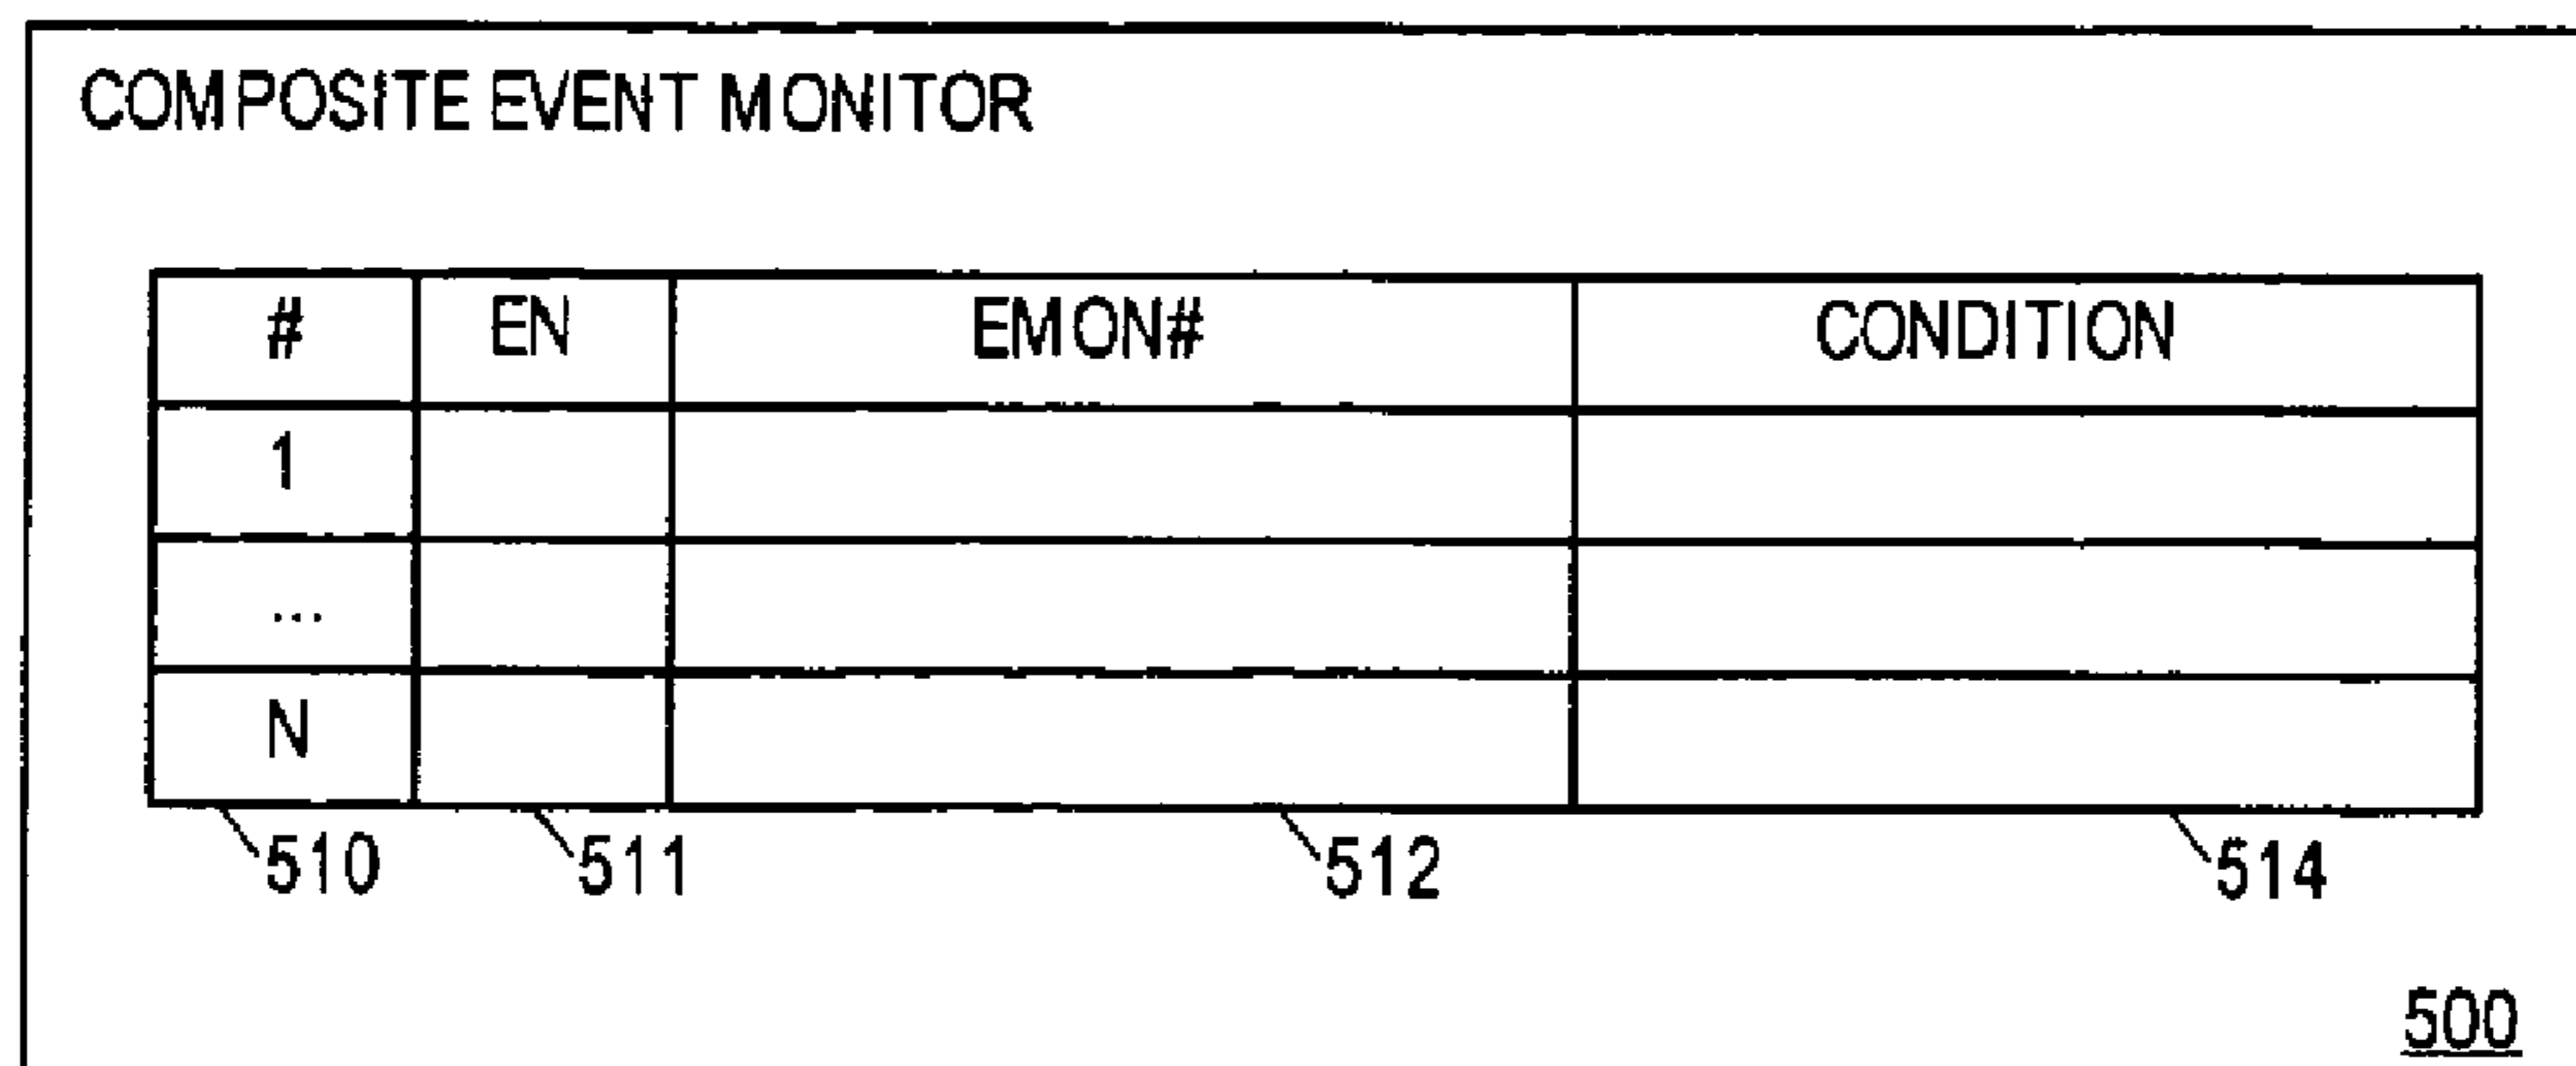 COMPOSITE EVENT MONITOR
# EN EMON# CONDITION
1
...
N
510 511 512 514
500